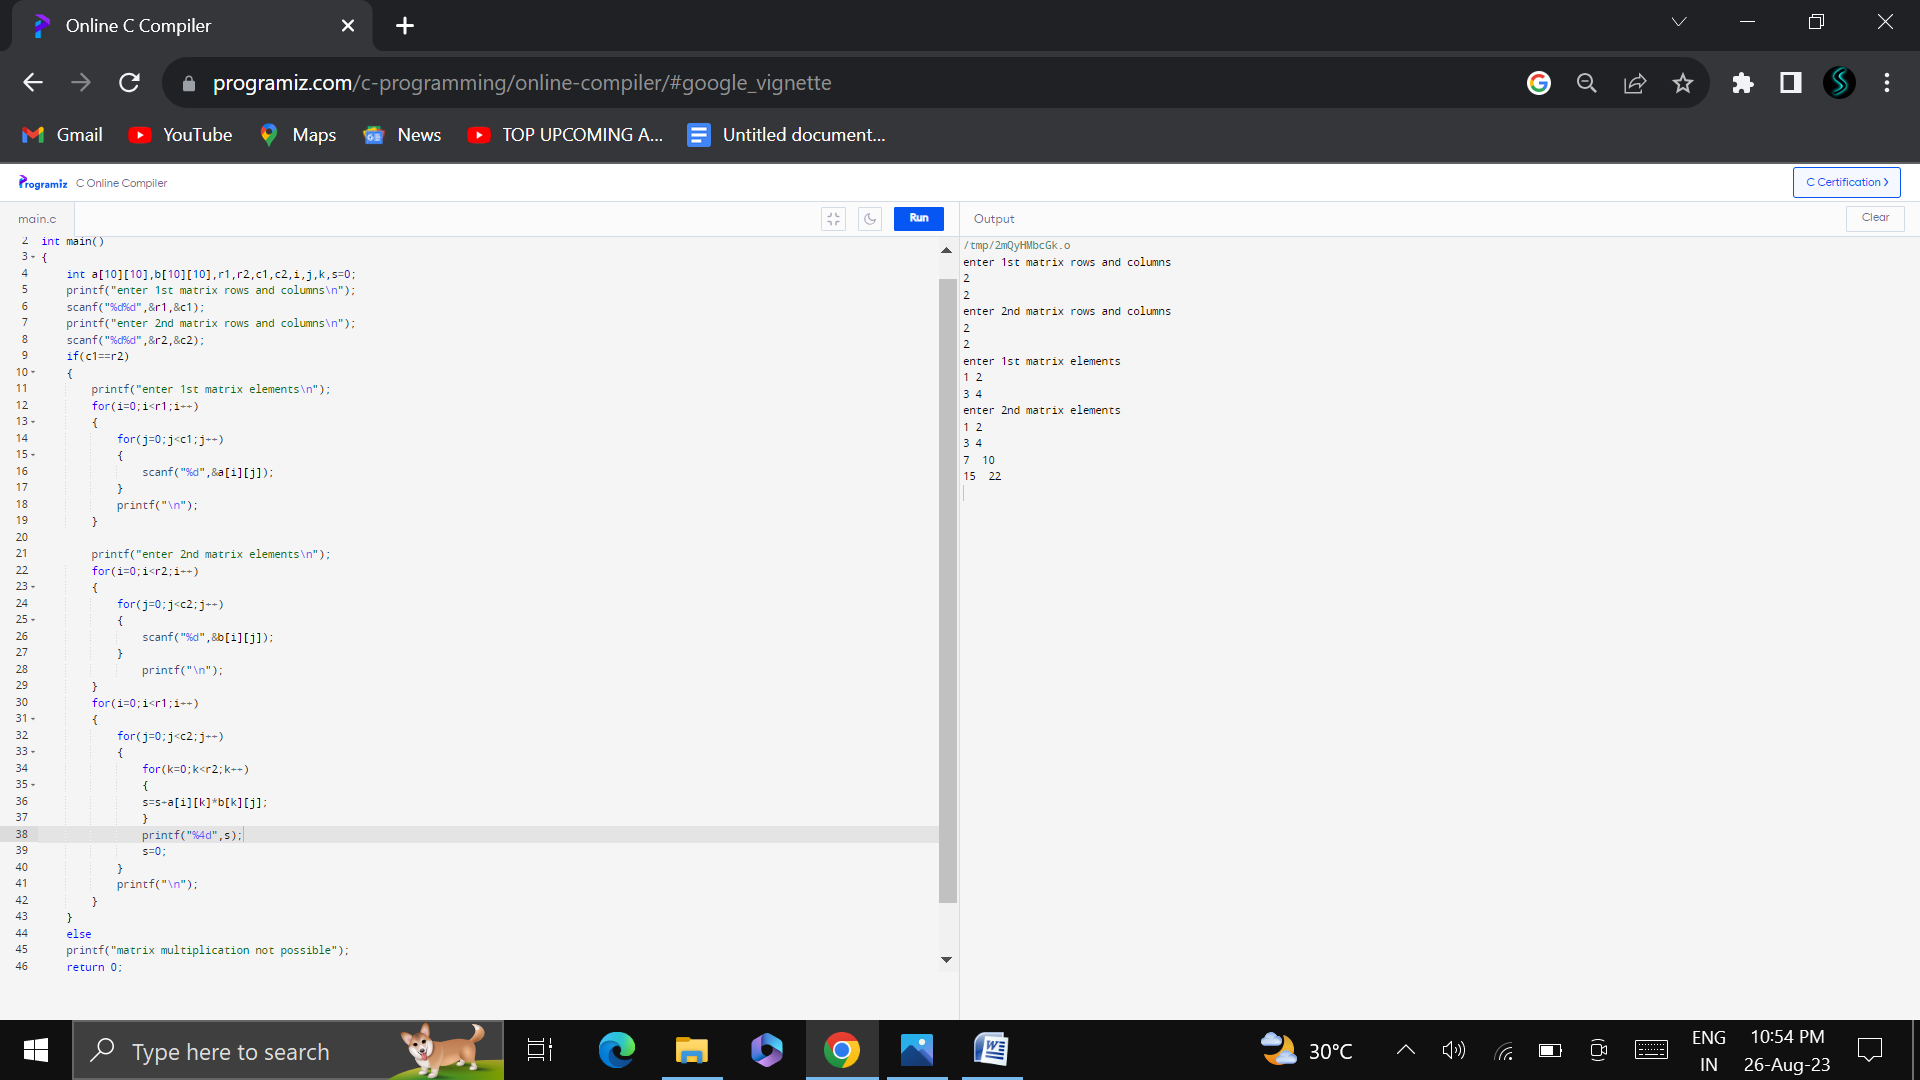 Online C Compiler
programiz.com/c-programming/online-compiler/#google_vignette
Gmail YouTube Maps News TOP UPCOMING A... Untitled document...
Programiz C Online Compiler C Certification >
main.c Run Output Clear
2 int main()
3 {
4 int a[10][10],b[10][10],r1,r2,c1,c2,i,j,k,s=0;
5 printf("enter 1st matrix rows and columns\n");
6 scanf("%d%d",&r1,&c1);
7 printf("enter 2nd matrix rows and columns\n");
8 scanf("%d%d",&r2,&c2);
9 if(c1==r2)
10 {
11 printf("enter 1st matrix elements\n");
12 for(i=0;i<r1;i++)
13 {
14 for(j=0;j<c1;j++)
15 {
16 scanf("%d",&a[i][j]);
17 }
18 printf("\n");
19 }
20
21 printf("enter 2nd matrix elements\n");
22 for(i=0;i<r2;i++)
23 {
24 for(j=0;j<c2;j++)
25 {
26 scanf("%d",&b[i][j]);
27 }
28 printf("\n");
29 }
30 for(i=0;i<r1;i++)
31 {
32 for(j=0;j<c2;j++)
33 {
34 for(k=0;k<r2;k++)
35 {
36 s=s+a[i][k]*b[k][j];
37 }
38 printf("%4d",s);
39 s=0;
40 }
41 printf("\n");
42 }
43 }
44 else
45 printf("matrix multiplication not possible");
46 return 0;
/tmp/2mQyHMbcGk.o
enter 1st matrix rows and columns
2
2
enter 2nd matrix rows and columns
2
2
enter 1st matrix elements
1 2
3 4
enter 2nd matrix elements
1 2
3 4
7 10
15 22
Type here to search
30°C
ENG
IN
10:54 PM
26-Aug-23